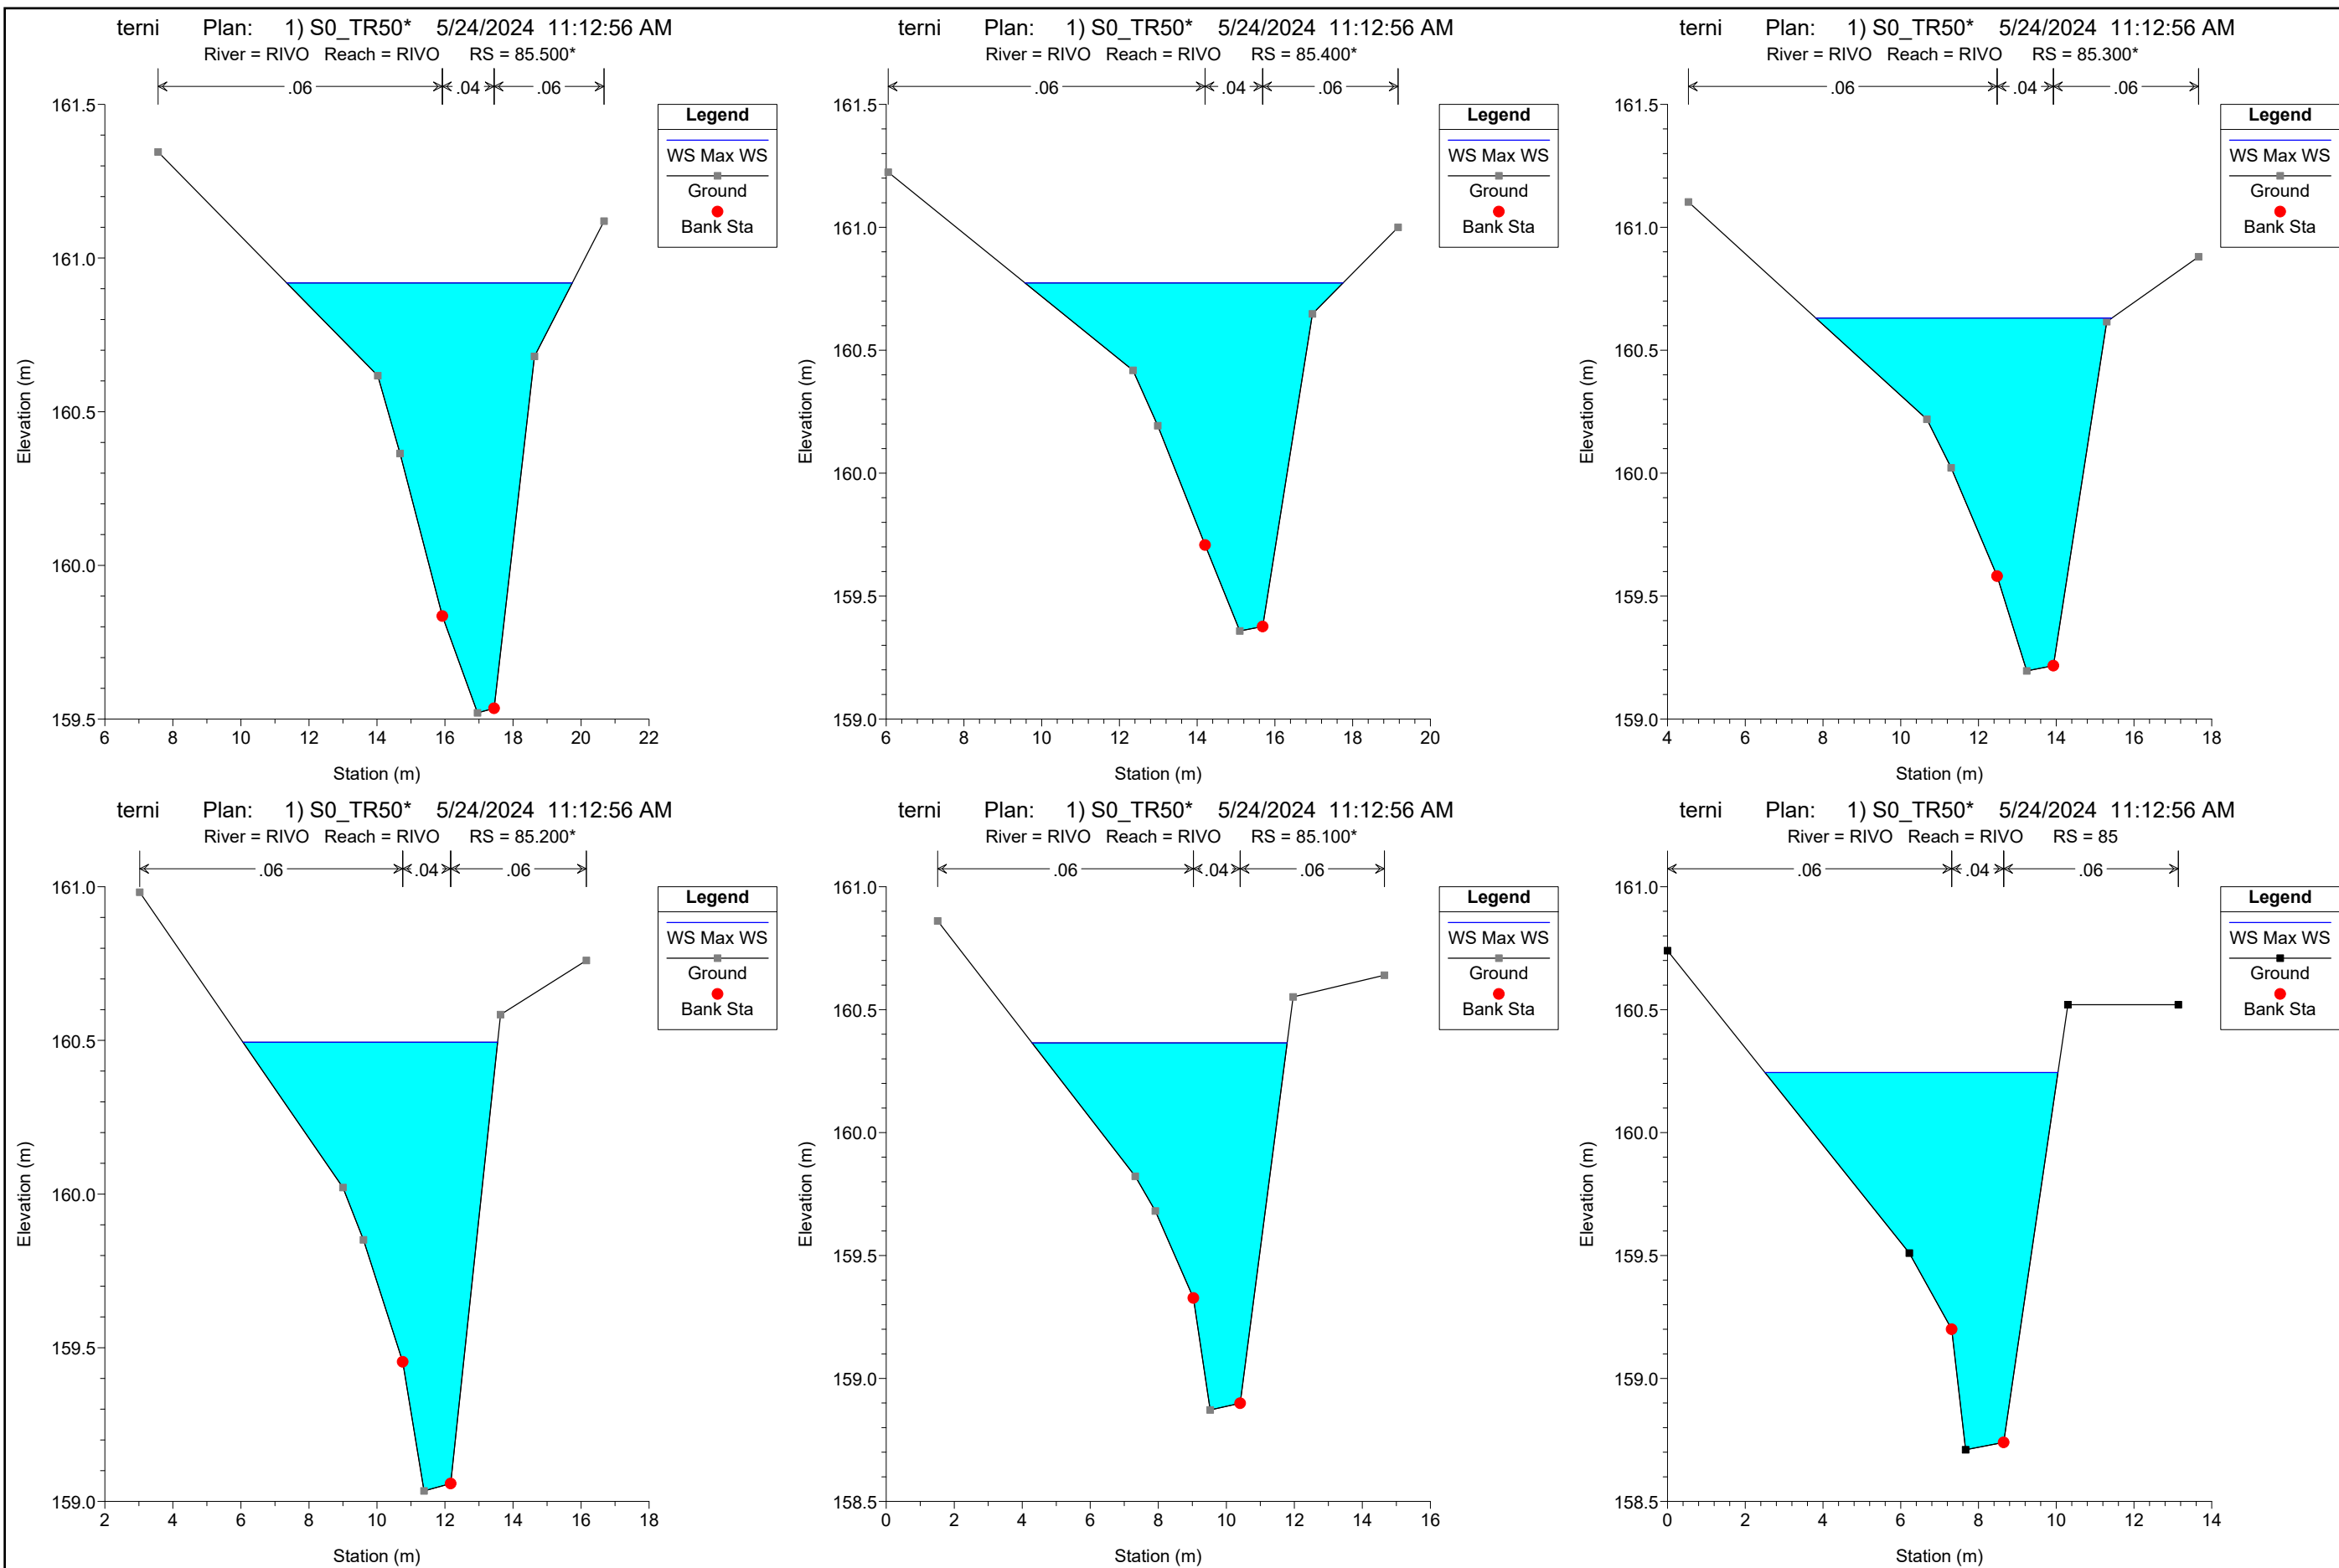 terni Plan: 1) S0_TR50* 5/24/2024 11:12:56 AM
River = RIVO Reach = RIVO RS = 85.500*
.06 .04 .06
Legend
WS Max WS
Ground
Bank Sta
161.5
161.0
160.5
160.0
159.5
Elevation (m)
6 8 10 12 14 16 18 20 22
Station (m)
terni Plan: 1) S0_TR50* 5/24/2024 11:12:56 AM
River = RIVO Reach = RIVO RS = 85.400*
.06 .04 .06
Legend
WS Max WS
Ground
Bank Sta
161.5
161.0
160.5
160.0
159.5
159.0
Elevation (m)
6 8 10 12 14 16 18 20
Station (m)
terni Plan: 1) S0_TR50* 5/24/2024 11:12:56 AM
River = RIVO Reach = RIVO RS = 85.300*
.06 .04 .06
Legend
WS Max WS
Ground
Bank Sta
161.5
161.0
160.5
160.0
159.5
159.0
Elevation (m)
4 6 8 10 12 14 16 18
Station (m)
terni Plan: 1) S0_TR50* 5/24/2024 11:12:56 AM
River = RIVO Reach = RIVO RS = 85.200*
.06 .04 .06
Legend
WS Max WS
Ground
Bank Sta
161.0
160.5
160.0
159.5
159.0
Elevation (m)
2 4 6 8 10 12 14 16 18
Station (m)
terni Plan: 1) S0_TR50* 5/24/2024 11:12:56 AM
River = RIVO Reach = RIVO RS = 85.100*
.06 .04 .06
Legend
WS Max WS
Ground
Bank Sta
161.0
160.5
160.0
159.5
159.0
158.5
Elevation (m)
0 2 4 6 8 10 12 14 16
Station (m)
terni Plan: 1) S0_TR50* 5/24/2024 11:12:56 AM
River = RIVO Reach = RIVO RS = 85
.06 .04 .06
Legend
WS Max WS
Ground
Bank Sta
161.0
160.5
160.0
159.5
159.0
158.5
Elevation (m)
0 2 4 6 8 10 12 14
Station (m)